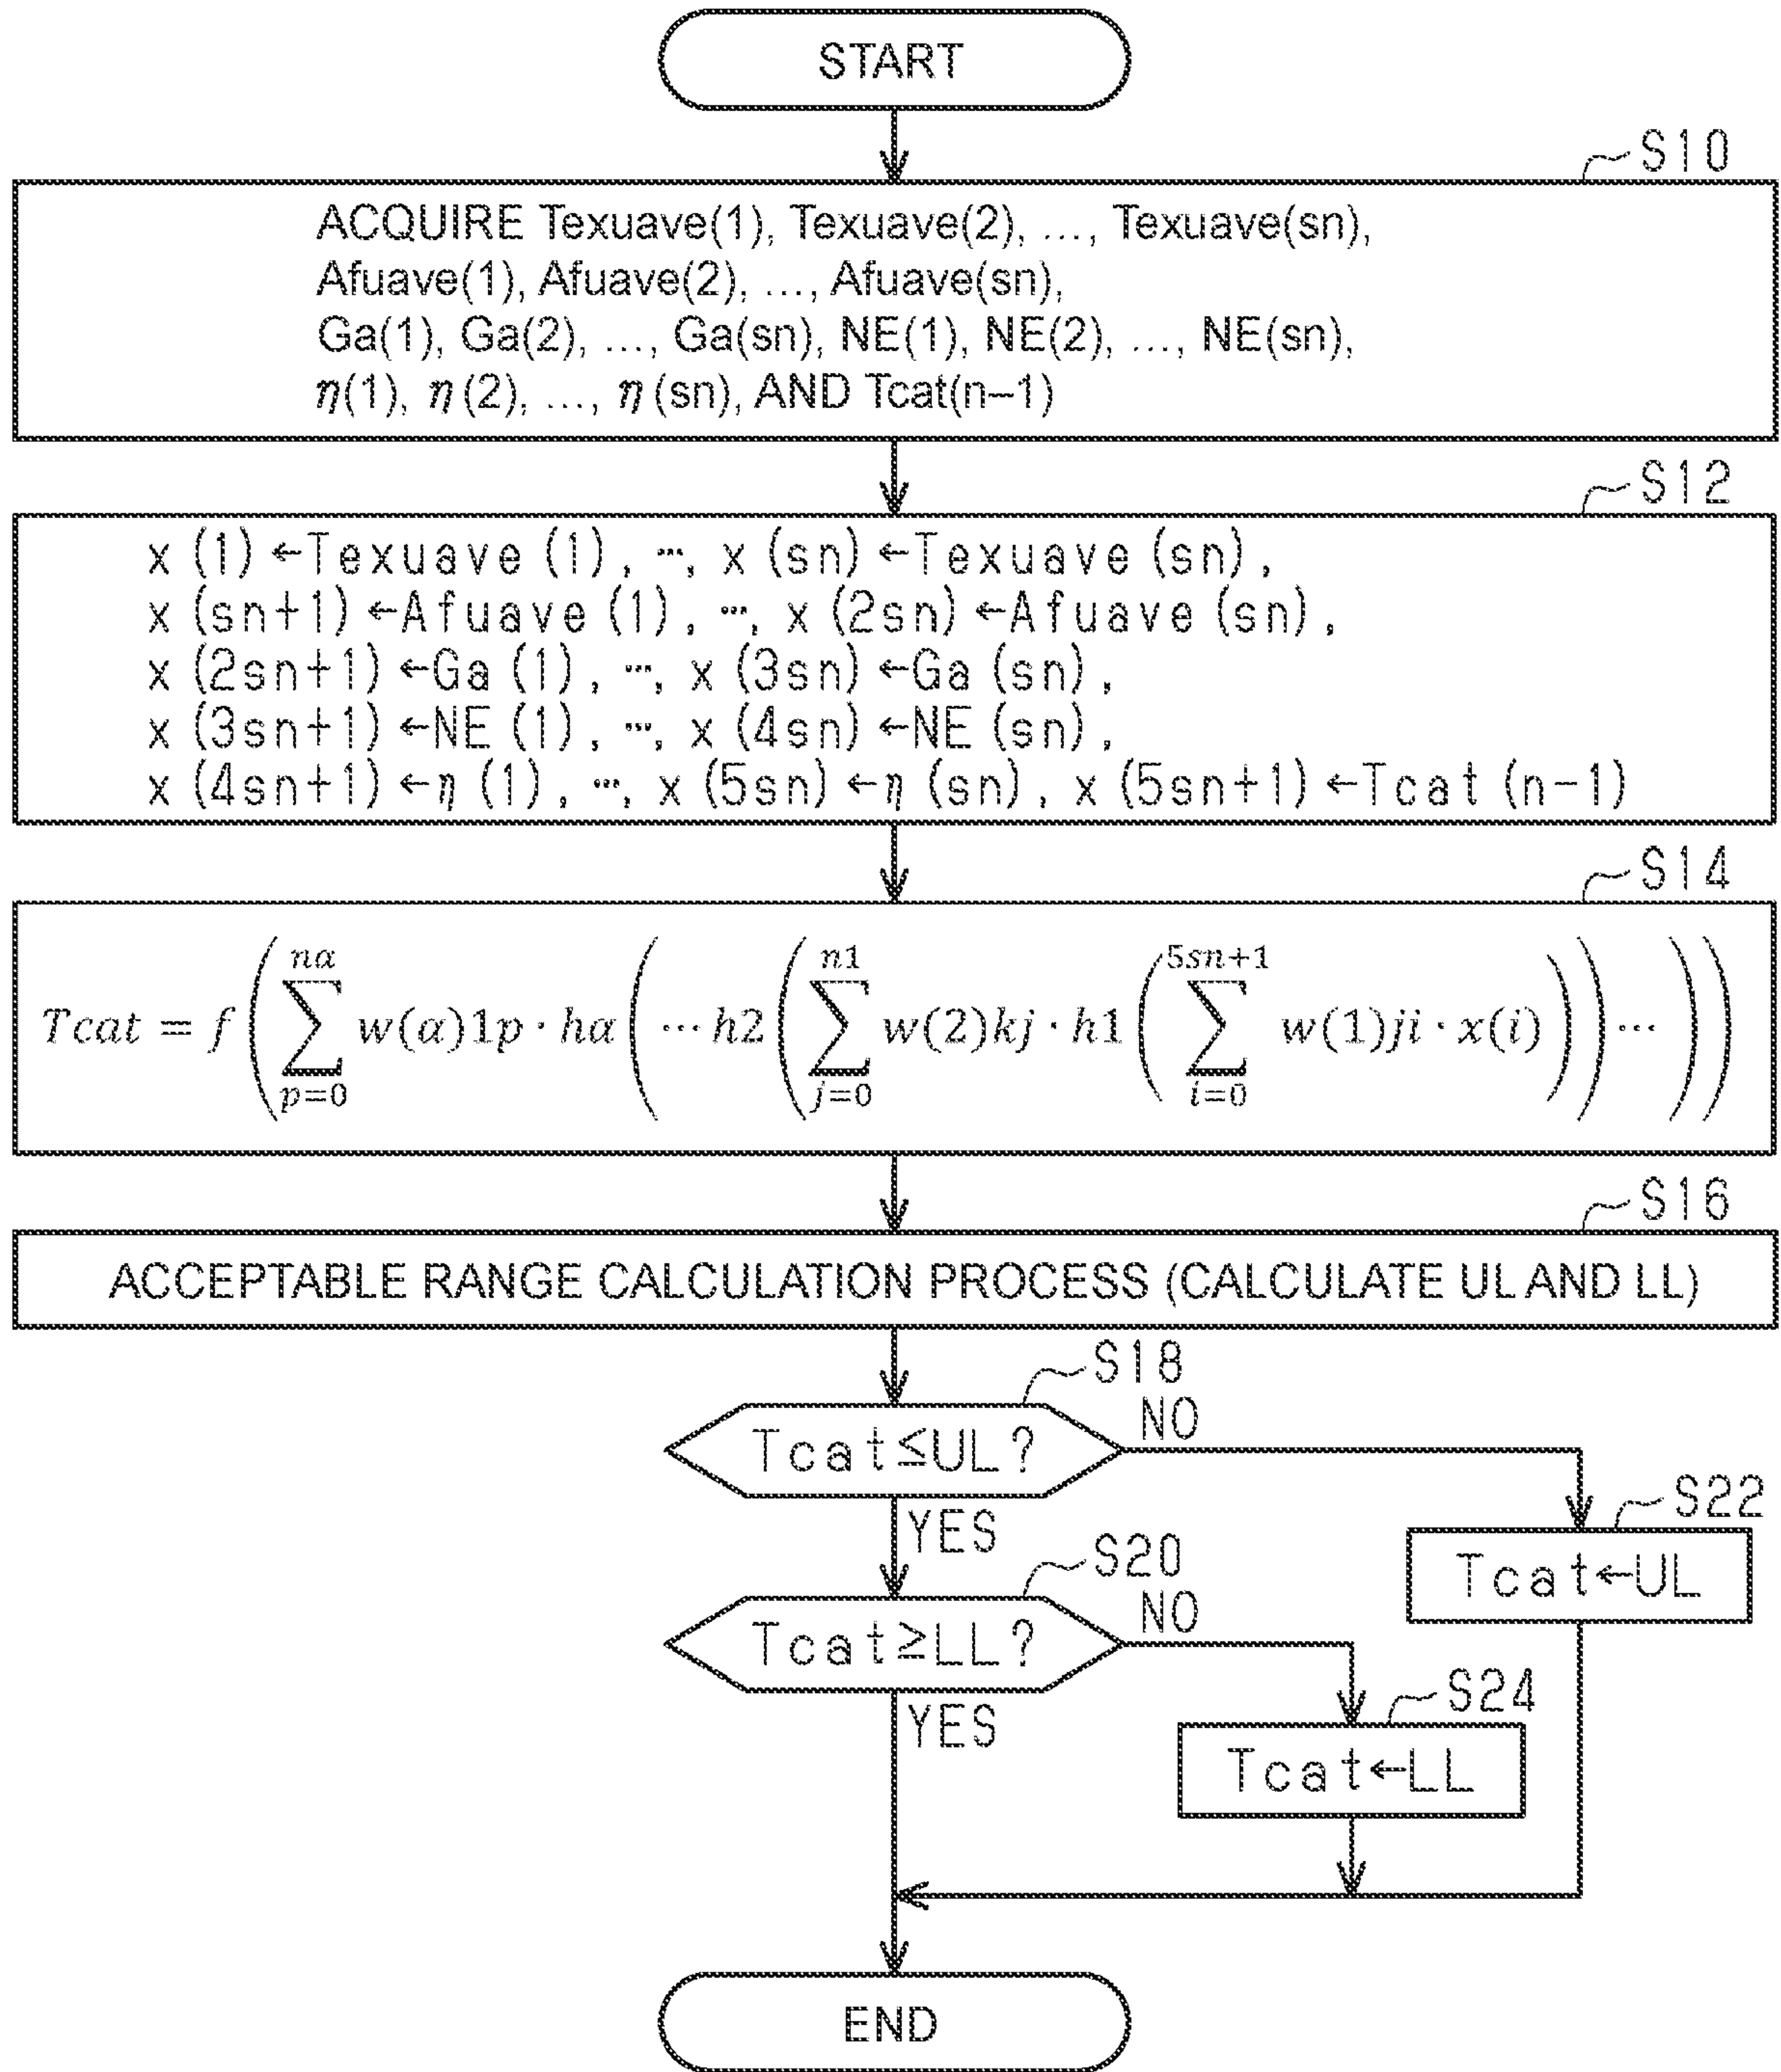 START
S10
ACQUIRE Texuave(1), Texuave(2), ..., Texuave(sn),
Afuave(1), Afuave(2), ..., Afuave(sn),
Ga(1), Ga(2), ..., Ga(sn), NE(1), NE(2), ..., NE(sn),
η(1), η(2), ..., η(sn), AND Tcat(n–1)
S12
x(1)←Texuave(1), …, x(sn)←Texuave(sn),
x(sn+1)←Afuave(1), …, x(2sn)←Afuave(sn),
x(2sn+1)←Ga(1), …, x(3sn)←Ga(sn),
x(3sn+1)←NE(1), …, x(4sn)←NE(sn),
x(4sn+1)←η(1), …, x(5sn)←η(sn), x(5sn+1)←Tcat(n-1)
S14
Tcat = f(∑_{p=0}^{nα} w(α)1p · hα(⋯ h2(∑_{j=0}^{n1} w(2)kj · h1(∑_{i=0}^{5sn+1} w(1)ji · x(i))) ⋯ ))
S16
ACCEPTABLE RANGE CALCULATION PROCESS (CALCULATE UL AND LL)
S18
Tcat≦UL?
NO
YES
S22
Tcat←UL
S20
Tcat≧LL?
NO
YES
S24
Tcat←LL
END